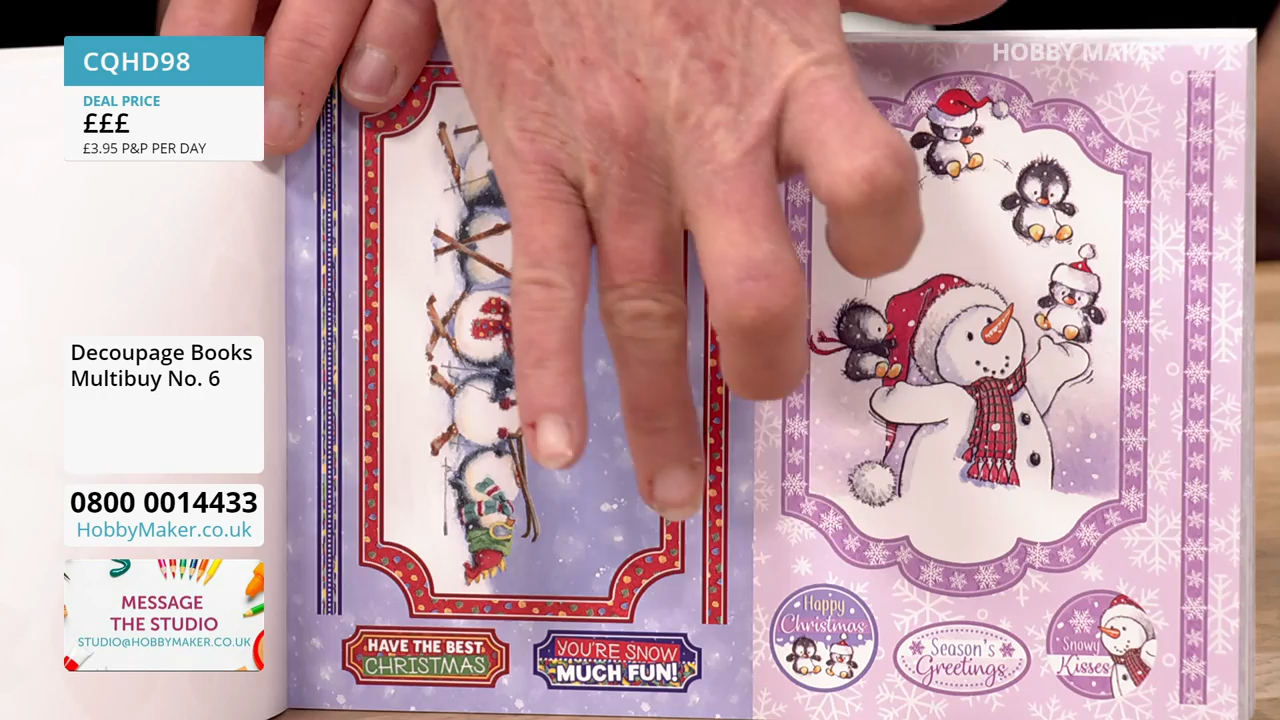 CQHD98
DEAL PRICE
£££
£3.95 P&P PER DAY
Decoupage Books
Multibuy No. 6
0800 0014433
HobbyMaker.co.uk
MESSAGE
THE STUDIO
STUDIO@HOBBYMAKER.CO.UK
HOBBY MAKER
HAVE THE BEST
CHRISTMAS
YOU'RE SNOW
MUCH FUN!
Happy
Christmas
Season's
Greetings
Snowy
Kisses